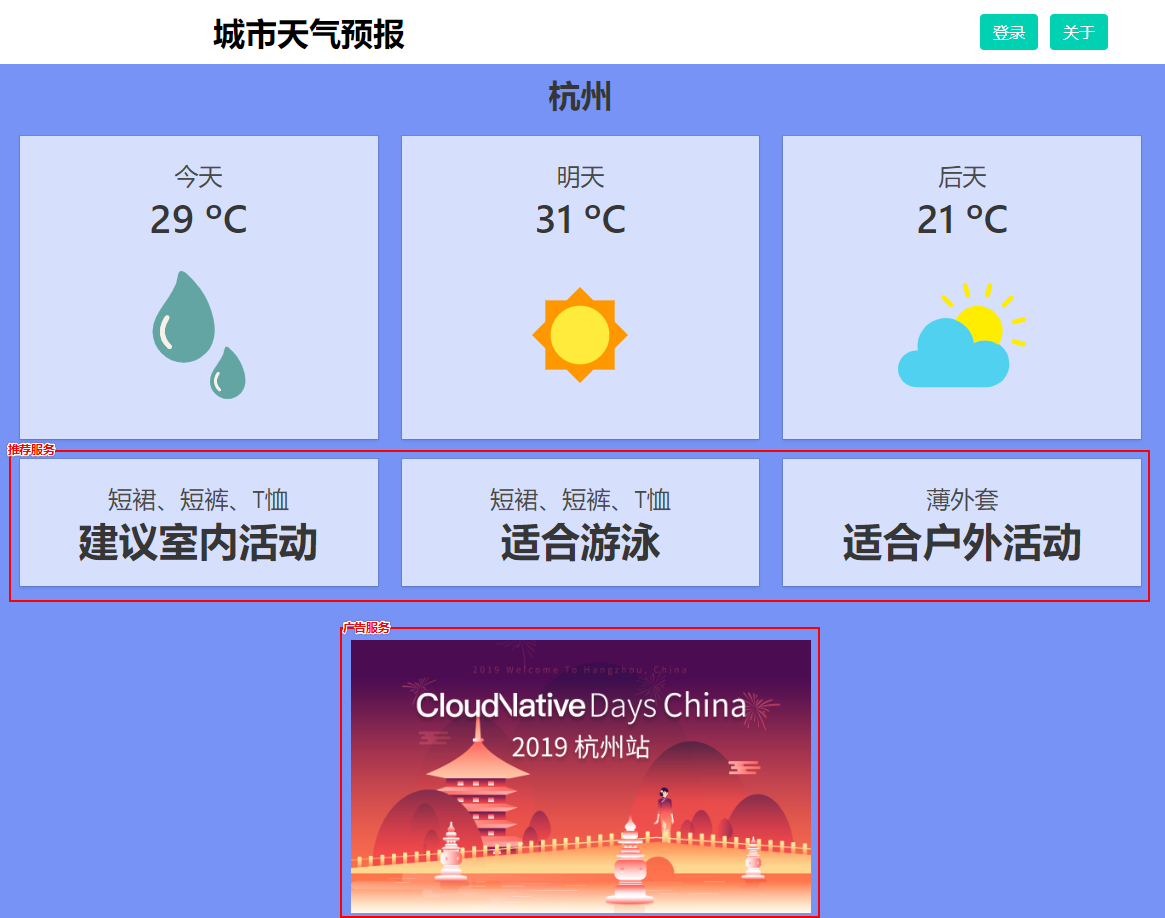 城市天气预报
登录
关于
杭州
今天
29 ºC
明天
31 ºC
后天
21 ºC
推荐服务
短裙、短裤、T恤
建议室内活动
短裙、短裤、T恤
适合游泳
薄外套
适合户外活动
广告服务
2019 Welcome To Hangzhou, China
CloudNative Days China
2019 杭州站